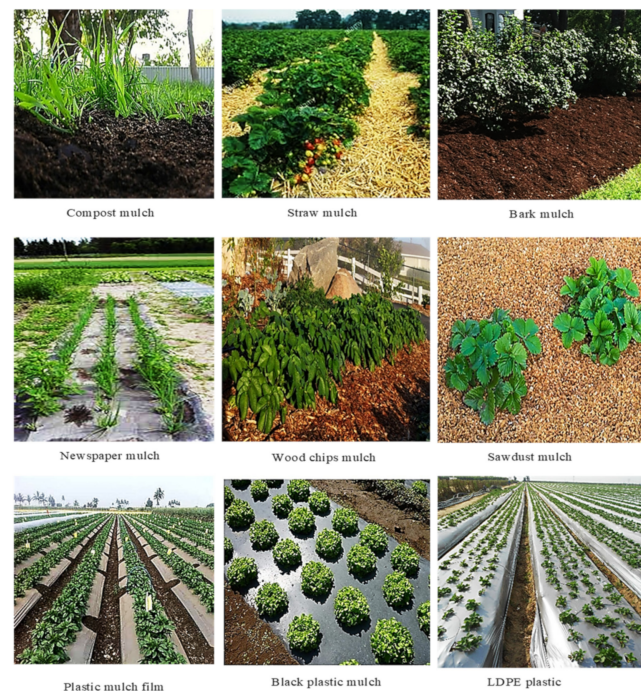 Compost mulch
Straw mulch
Bark mulch
Newspaper mulch
Wood chips mulch
Sawdust mulch
Plastic mulch film
Black plastic mulch
LDPE plastic